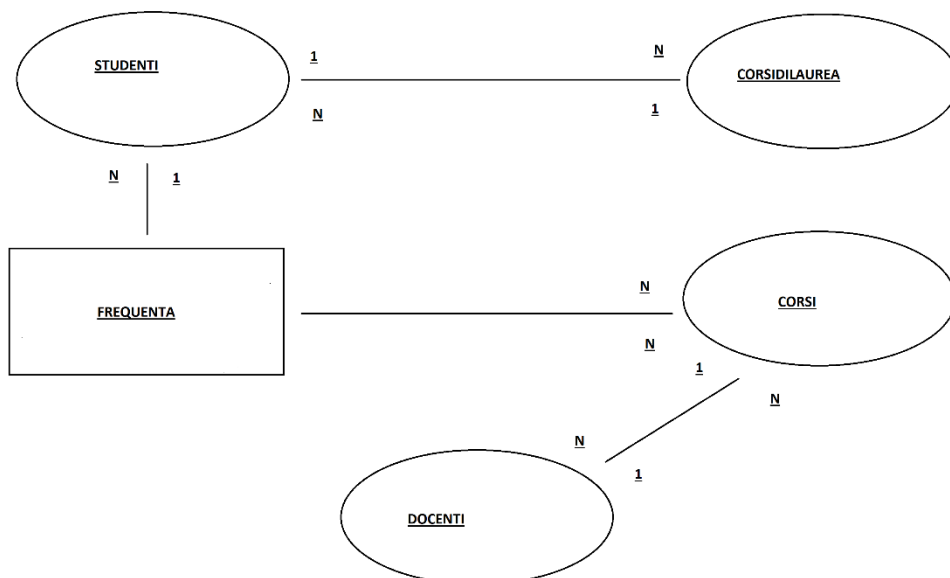 STUDENTI
1
N
CORSIDILAUREA
N
1
N
1
FREQUENTA
N
CORSI
N
1
N
N
1
DOCENTI